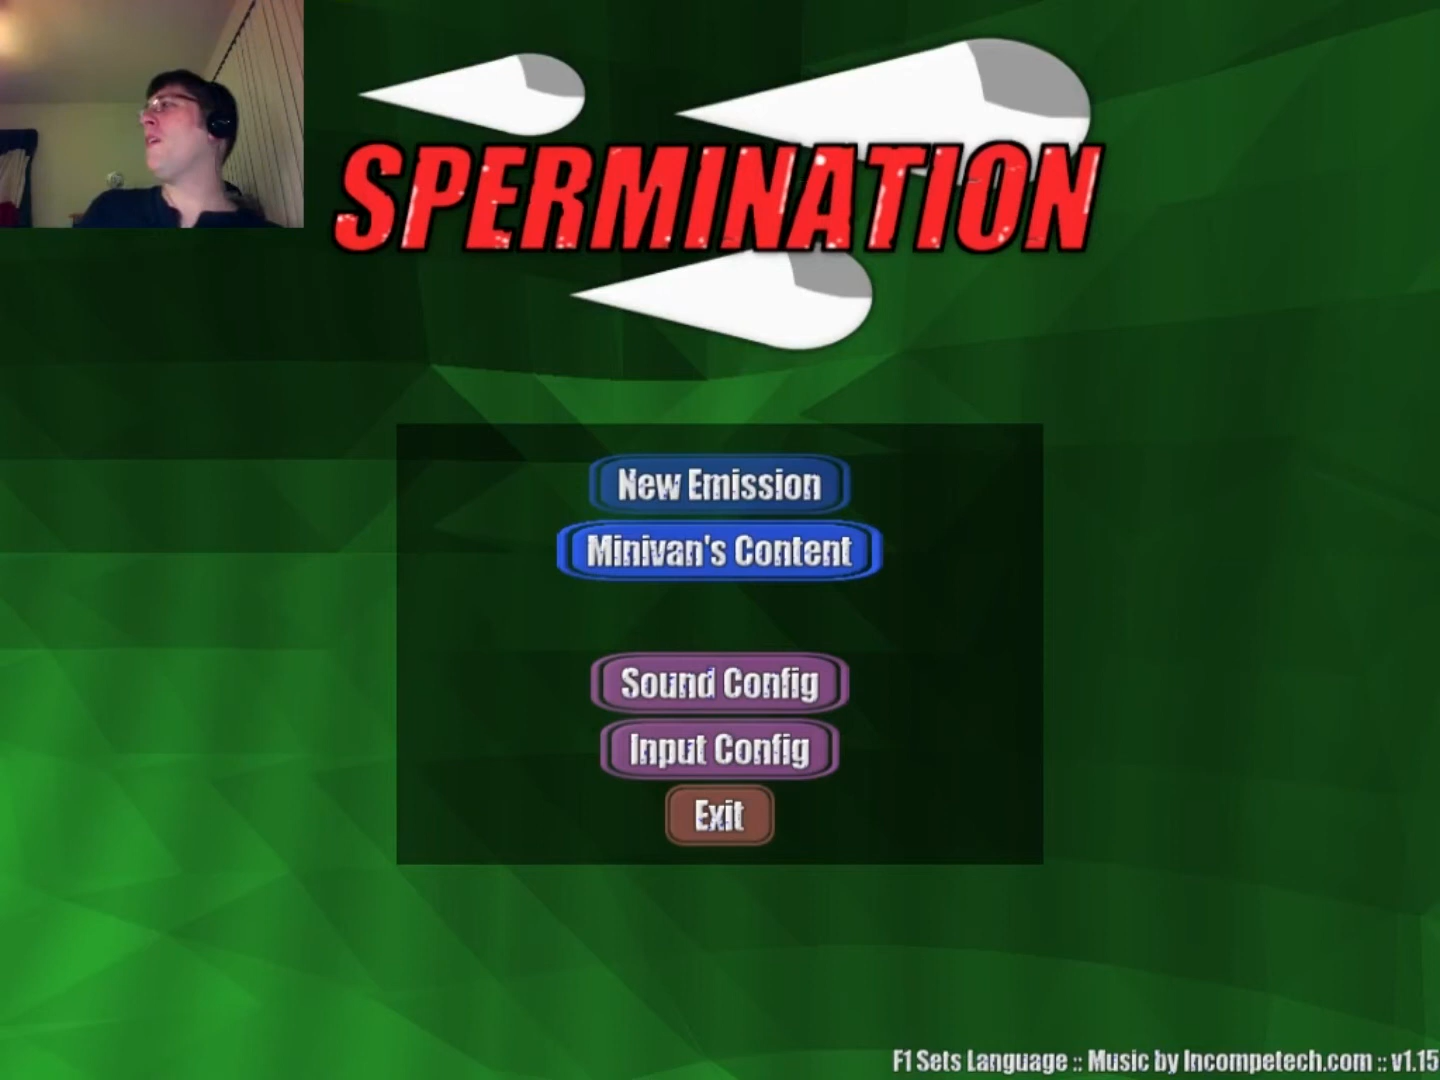 SPERMINATION
New Emission
Minivan's Content
Sound Config
Input Config
Exit
F1 Sets Language :: Music by Incompetech.com :: v1.15